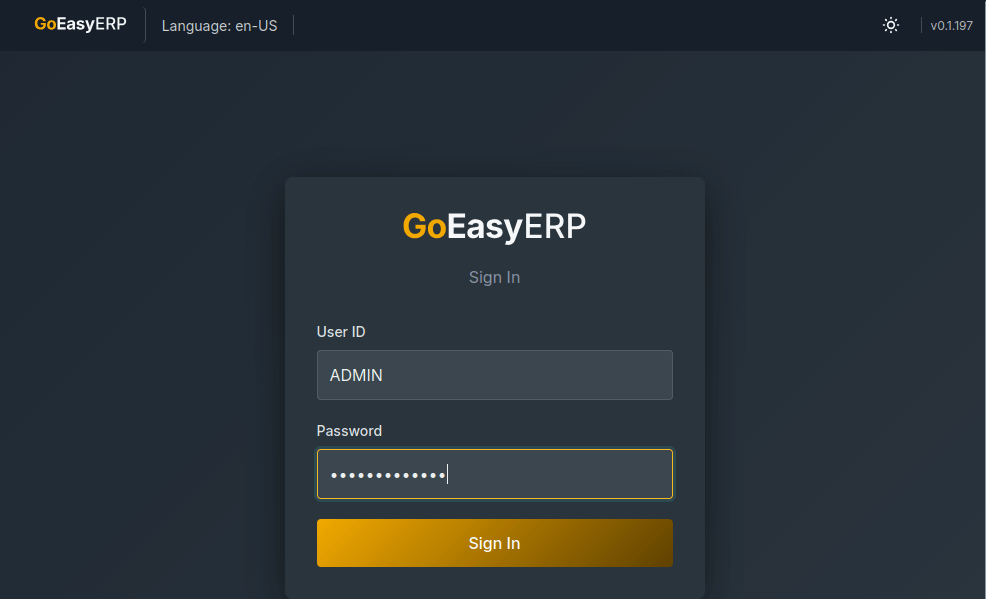 GoEasyERP
Language: en-US
v0.1.197
GoEasyERP
Sign In
User ID
ADMIN
Password
•••••••••••••
Sign In